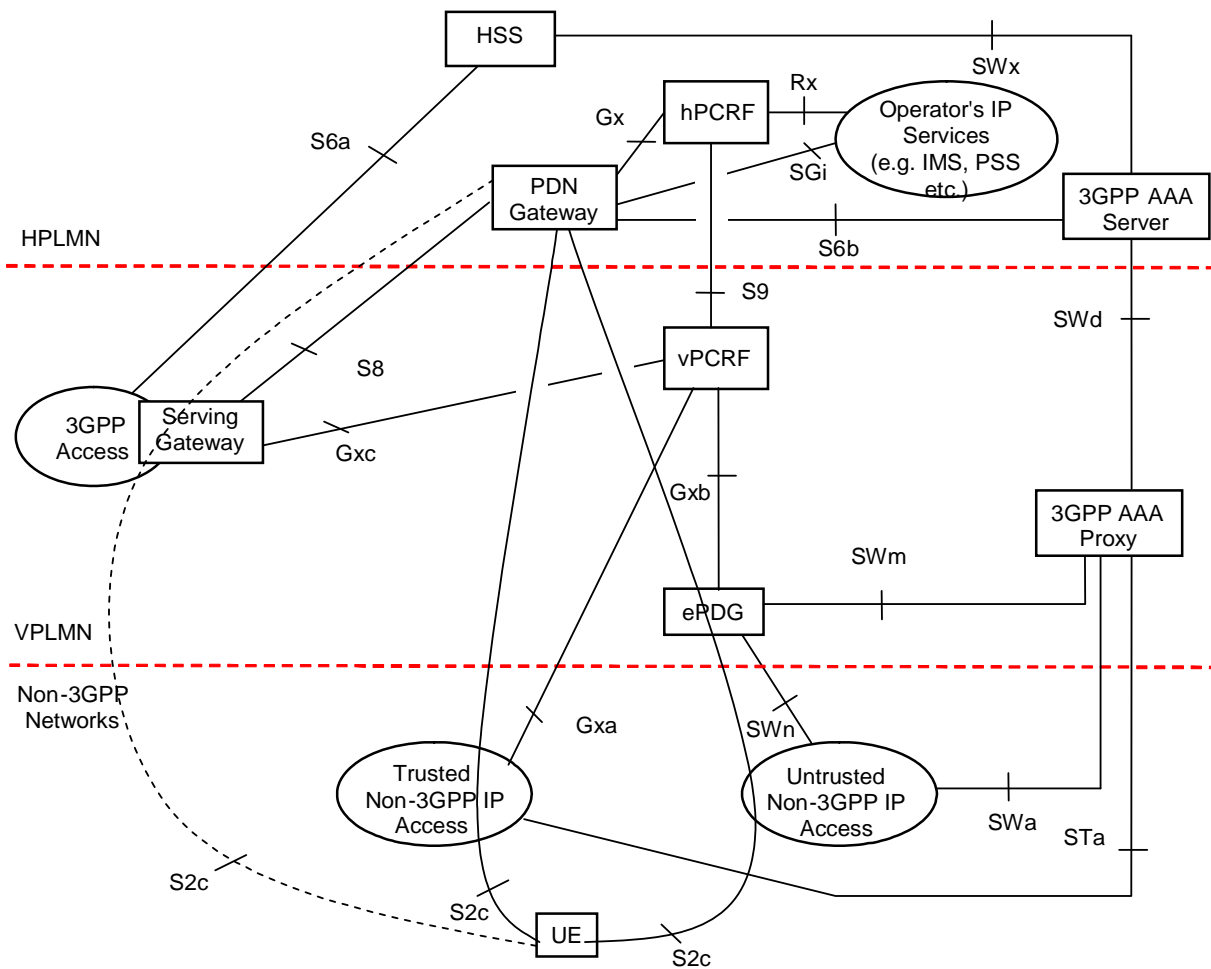 HSS
SWx
Rx
hPCRF
Gx
Operator's IP
Services
(e.g. IMS, PSS
etc.)
S6a
SGi
PDN
Gateway
3GPP AAA
Server
HPLMN
S6b
S9
SWd
vPCRF
S8
3GPP
Access
Serving
Gateway
Gxc
Gxb
3GPP AAA
Proxy
SWm
ePDG
VPLMN
Non-3GPP
Networks
Gxa
SWn
Trusted
Non-3GPP IP
Access
Untrusted
Non-3GPP IP
Access
SWa
STa
S2c
S2c
UE
S2c